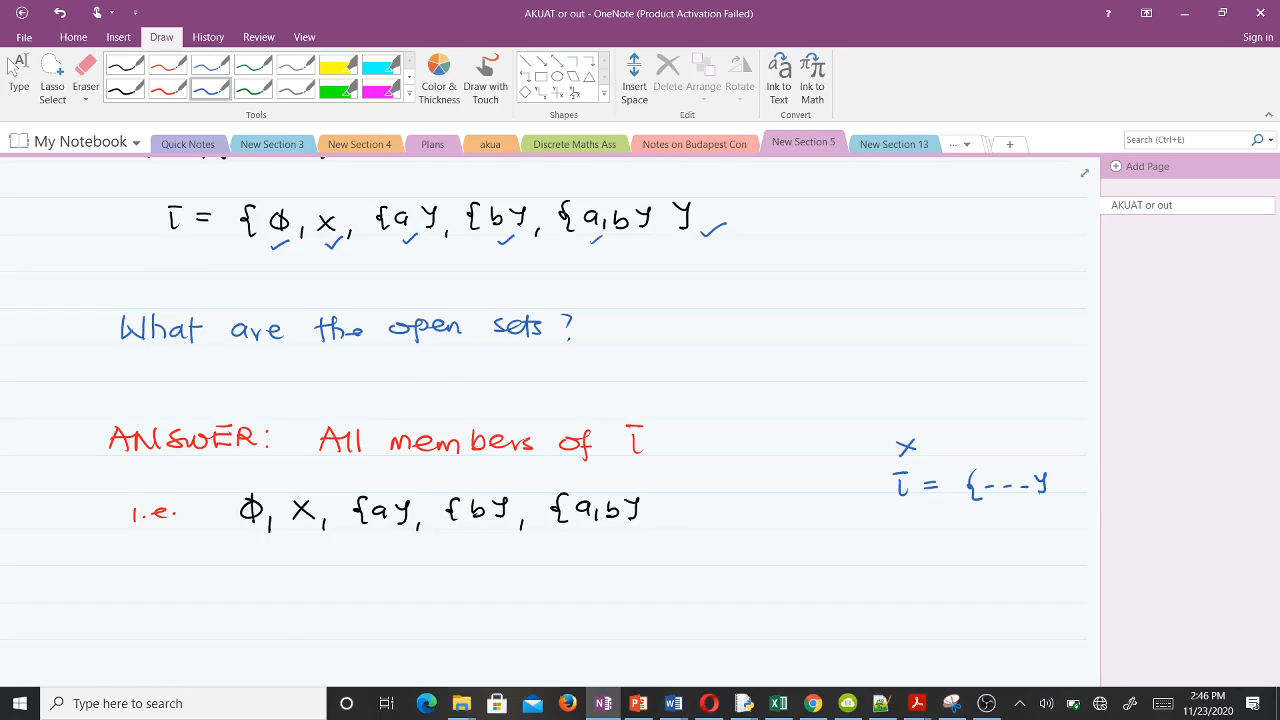 AKUAT or out - OneNote (Product Activation Failed)
File Home Insert Draw History Review View Sign in
Type Lasso Select Eraser Color & Thickness Draw with Touch Insert Space Delete Arrange Rotate Ink to Text Ink to Math
Tools Shapes Edit Convert
My Notebook Quick Notes New Section 3 New Section 4 Plans akua Discrete Maths Ass Notes on Budapest Con New Section 5 New Section 13 ... Search (Ctrl+E)
Add Page
AKUAT or out
τ = { φ, x, {a}, {b}, {a,b} }
What are the open sets?
ANSWER: All members of τ
x
τ = {---}
i.e. φ, X, {a}, {b}, {a,b}
Type here to search
2:46 PM
11/23/2020